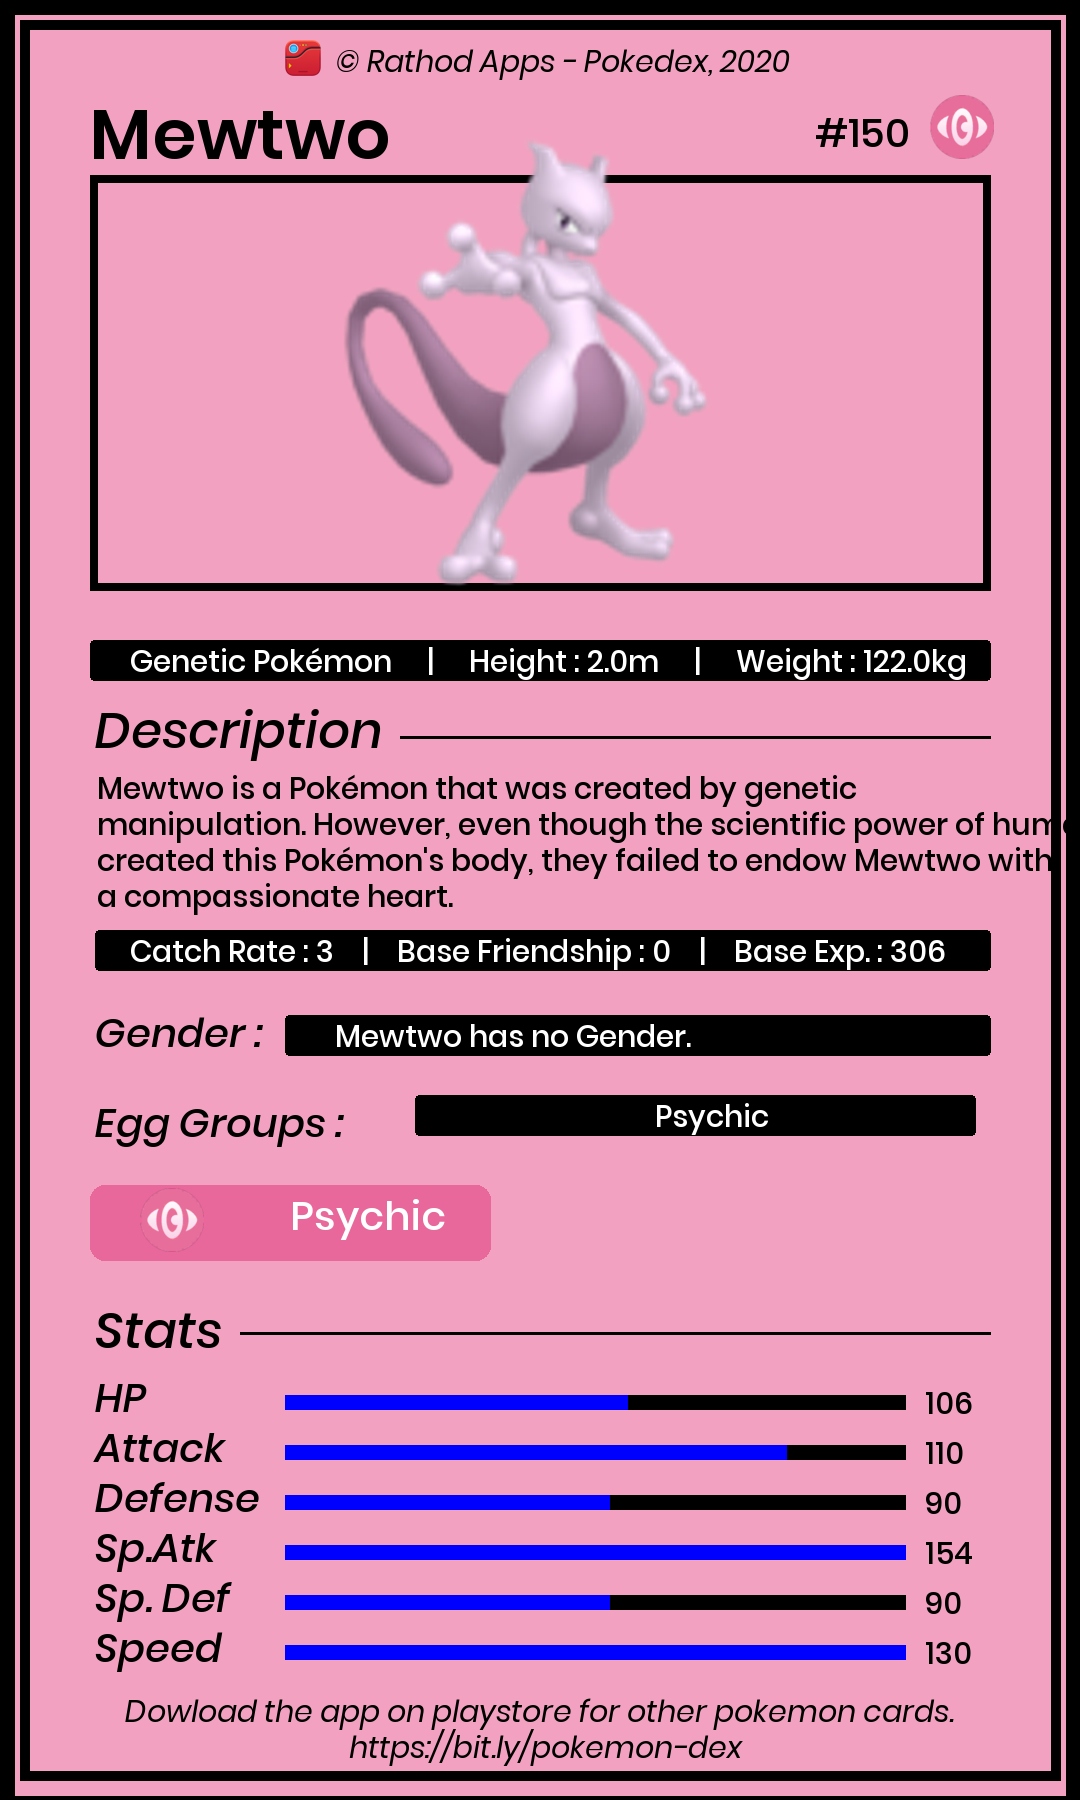 © Rathod Apps - Pokedex, 2020
Mewtwo
#150
Genetic Pokémon | Height : 2.0m | Weight : 122.0kg
Description
Mewtwo is a Pokémon that was created by genetic
manipulation. However, even though the scientific power of
created this Pokémon's body, they failed to endow Mewtwo with
a compassionate heart.
Catch Rate : 3 | Base Friendship : 0 | Base Exp. : 306
Gender : Mewtwo has no Gender.
Egg Groups : Psychic
Psychic
Stats
HP 106
Attack 110
Defense 90
Sp.Atk 154
Sp. Def 90
Speed 130
Dowload the app on playstore for other pokemon cards.
https://bit.ly/pokemon-dex